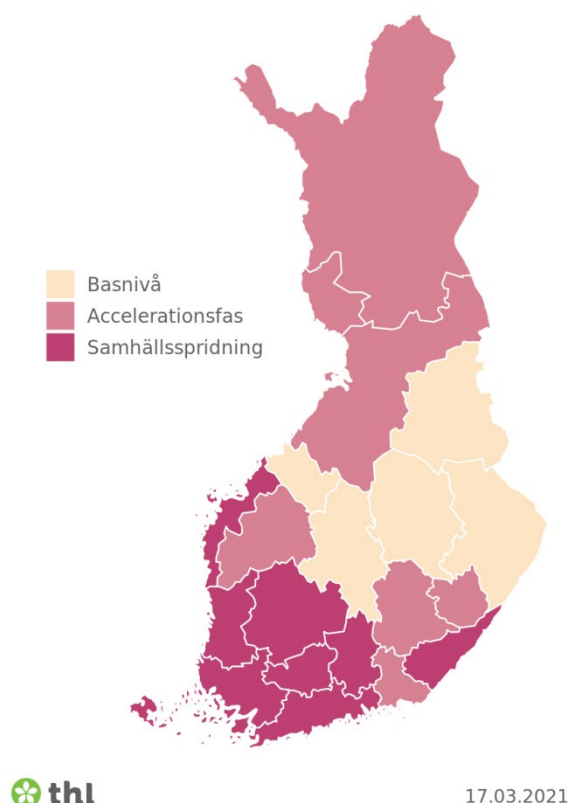 Basnivå
Accelerationsfas
Samhällsspridning
thl
17.03.2021